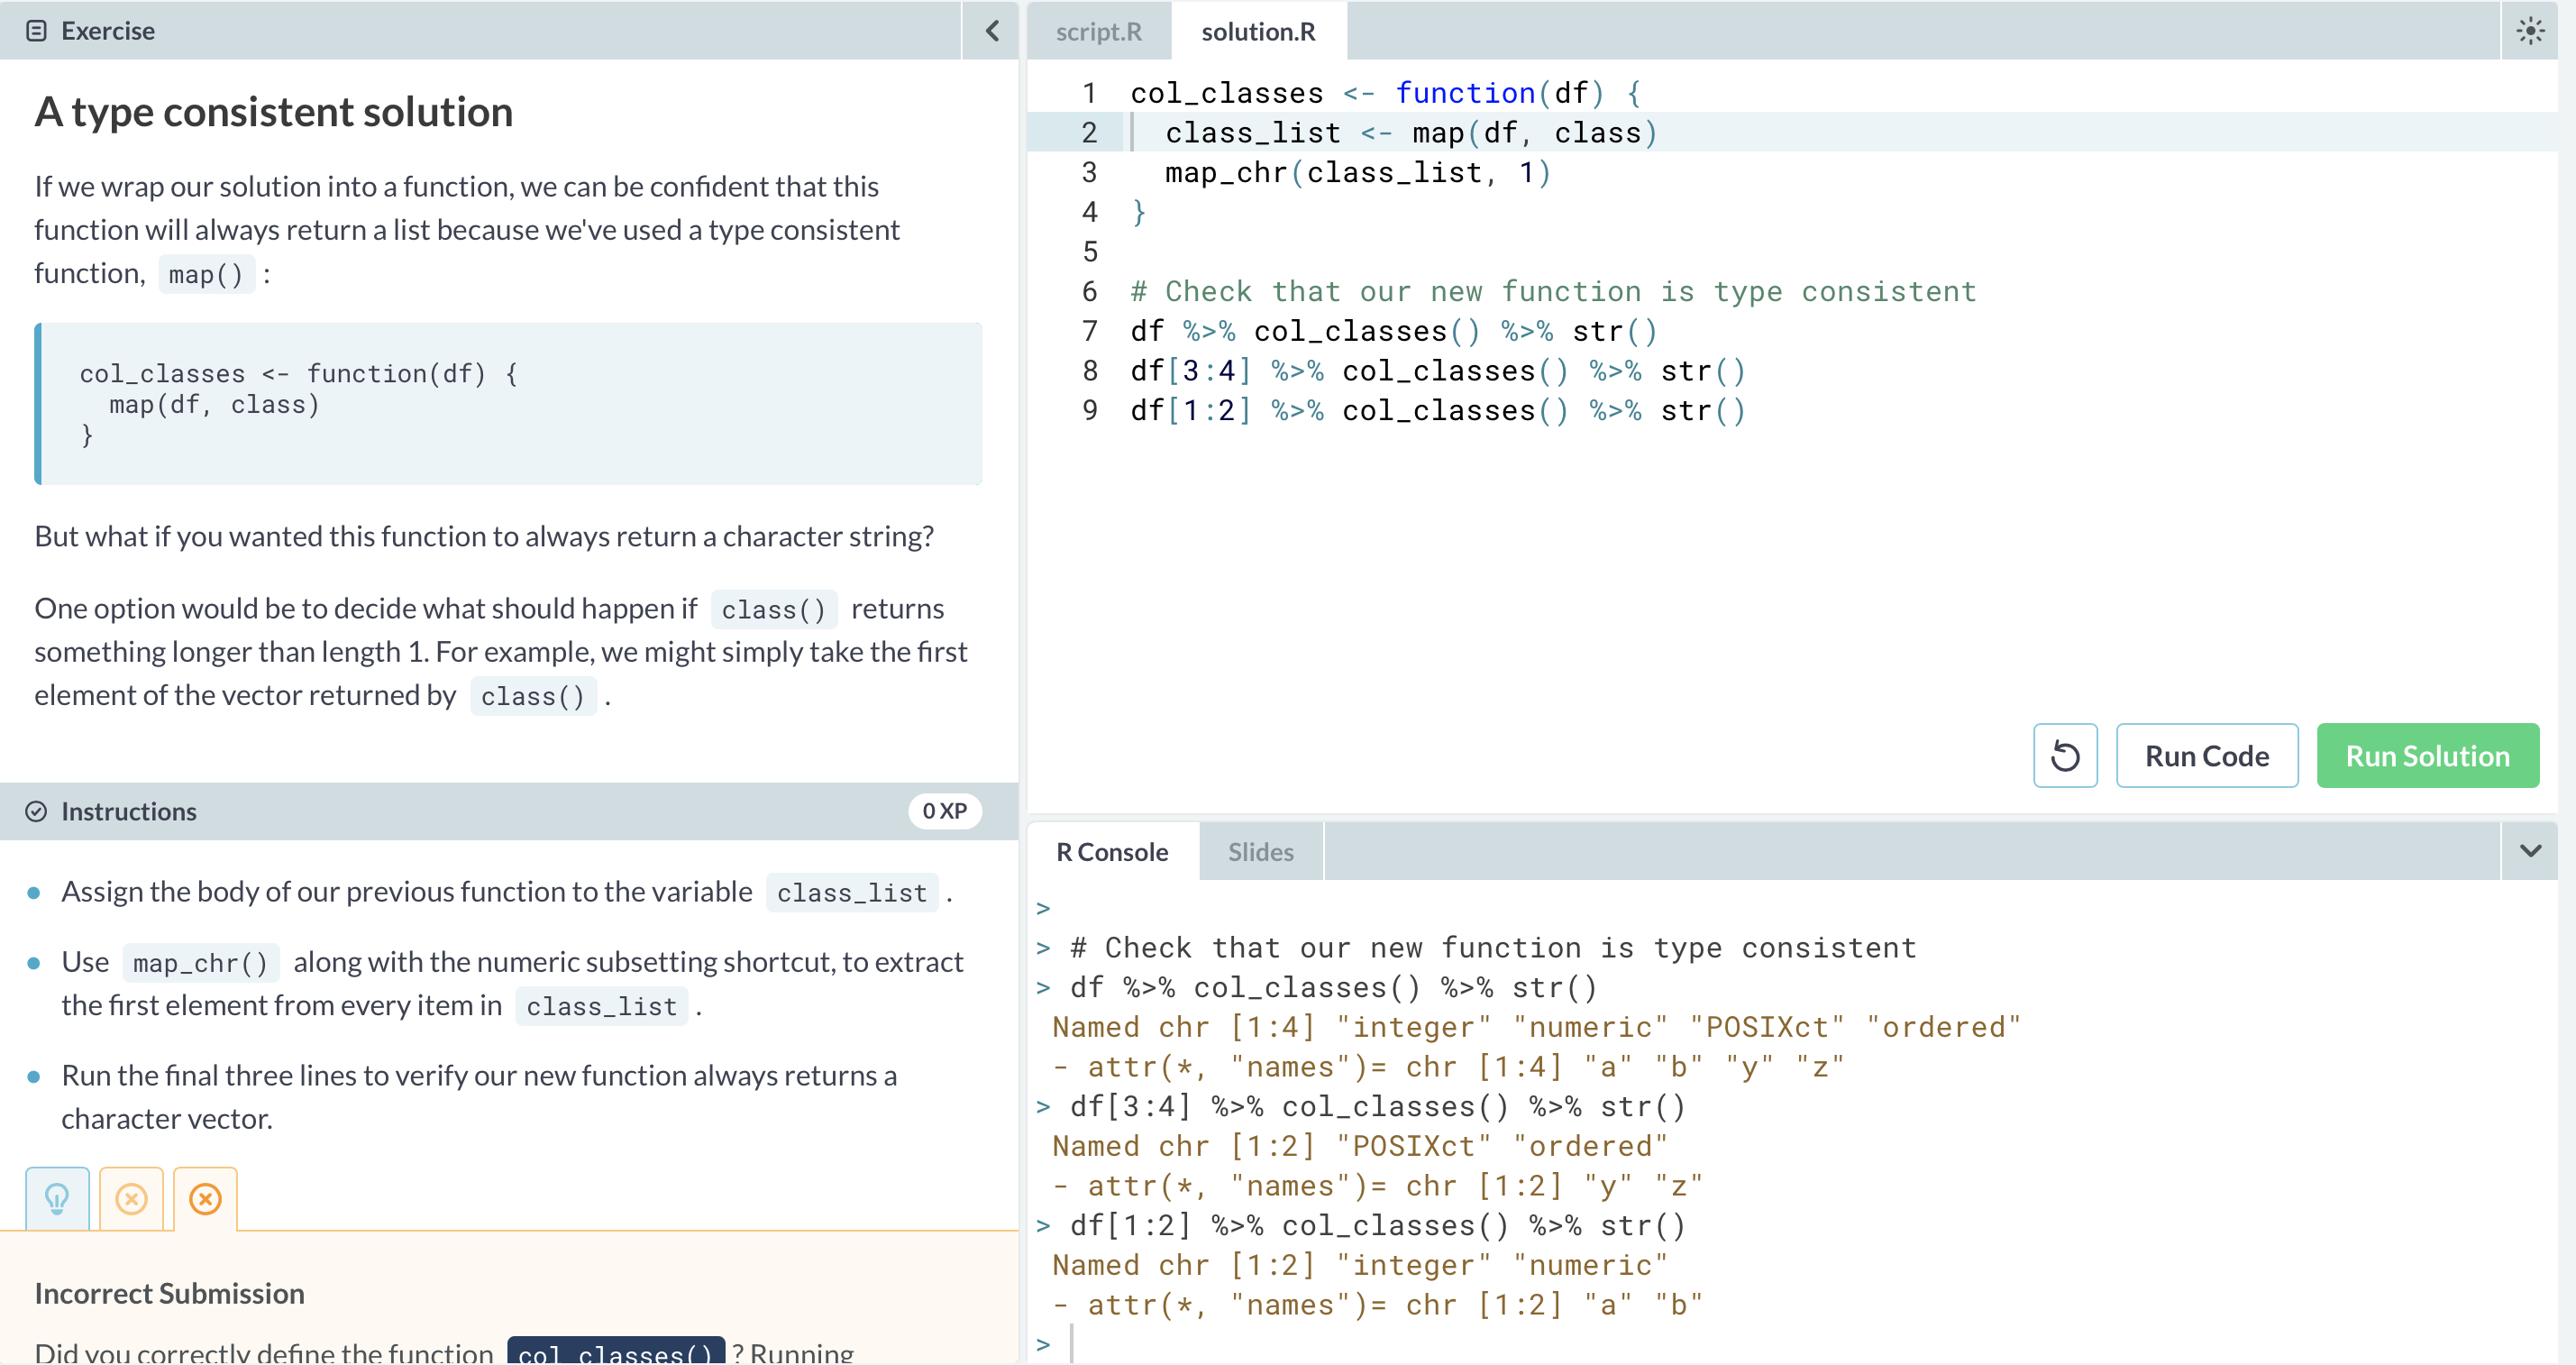 Exercise
A type consistent solution
If we wrap our solution into a function, we can be confident that this
function will always return a list because we've used a type consistent
function, map() :
col_classes <- function(df) {
  map(df, class)
}
But what if you wanted this function to always return a character string?
One option would be to decide what should happen if class() returns
something longer than length 1. For example, we might simply take the first
element of the vector returned by class() .
Instructions
0 XP
Assign the body of our previous function to the variable class_list .
Use map_chr() along with the numeric subsetting shortcut, to extract
the first element from every item in class_list .
Run the final three lines to verify our new function always returns a
character vector.
Incorrect Submission
Did you correctly define the function col_classes() ? Running
script.R
solution.R
1 col_classes <- function(df) {
2   class_list <- map(df, class)
3   map_chr(class_list, 1)
4 }
5
6 # Check that our new function is type consistent
7 df %>% col_classes() %>% str()
8 df[3:4] %>% col_classes() %>% str()
9 df[1:2] %>% col_classes() %>% str()
Run Code
Run Solution
R Console
Slides
>
> # Check that our new function is type consistent
> df %>% col_classes() %>% str()
 Named chr [1:4] "integer" "numeric" "POSIXct" "ordered"
 - attr(*, "names")= chr [1:4] "a" "b" "y" "z"
> df[3:4] %>% col_classes() %>% str()
 Named chr [1:2] "POSIXct" "ordered"
 - attr(*, "names")= chr [1:2] "y" "z"
> df[1:2] %>% col_classes() %>% str()
 Named chr [1:2] "integer" "numeric"
 - attr(*, "names")= chr [1:2] "a" "b"
>